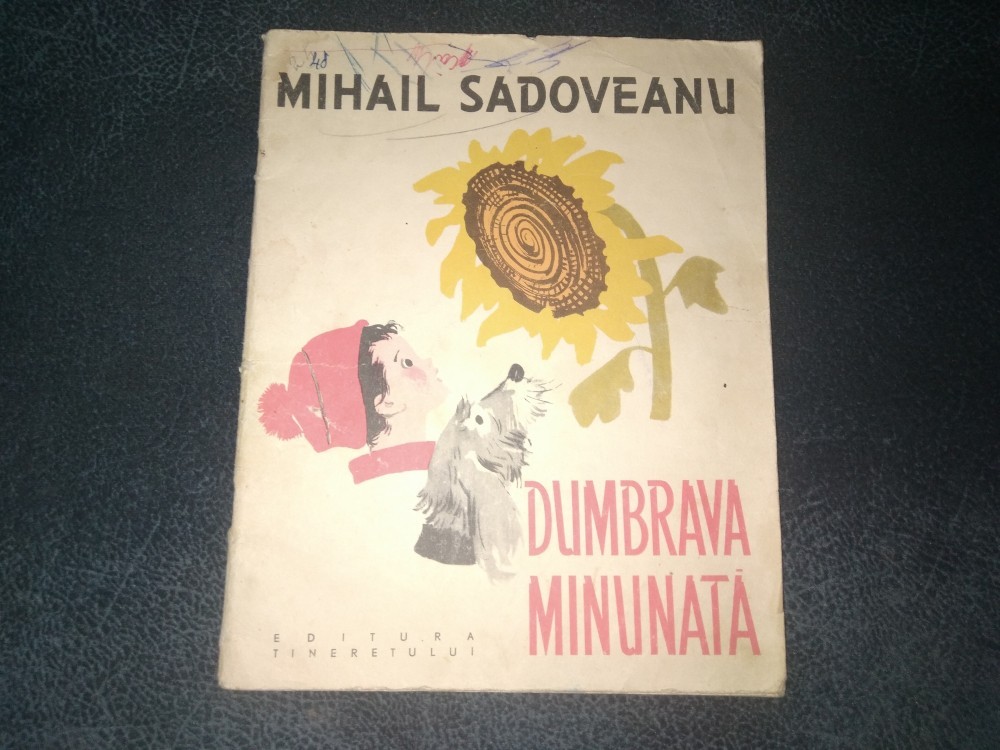 MIHAIL SADOVEANU
DUMBRAVA
MINUNATĂ
EDITURA
TINERETULUI